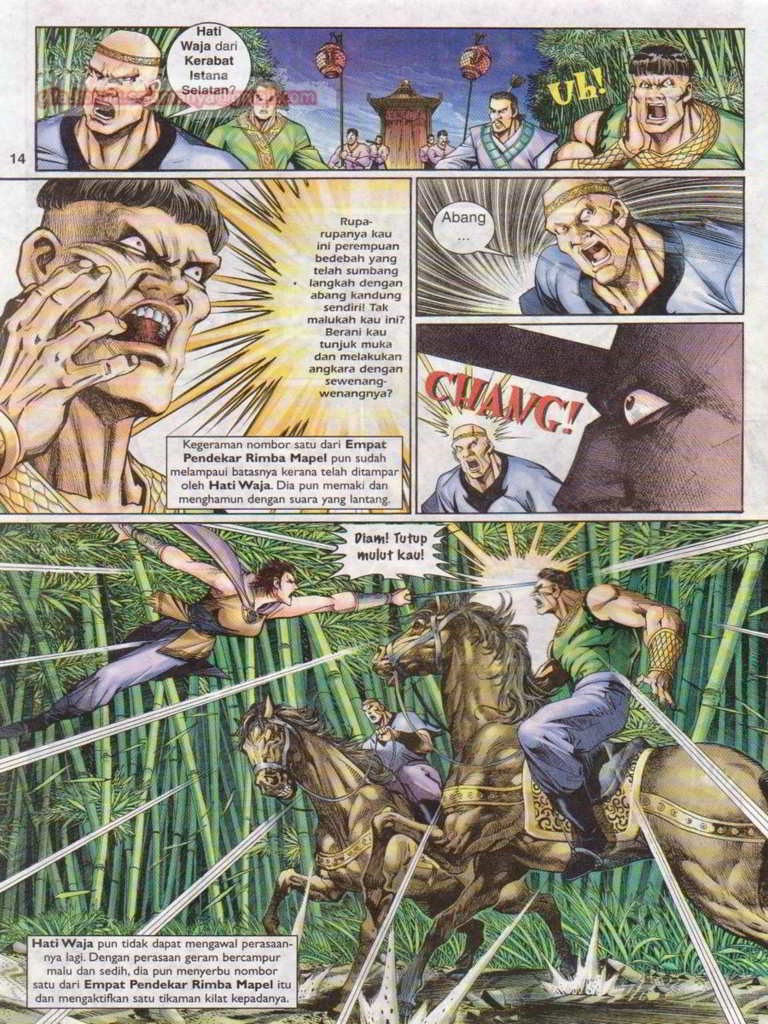 Hati
Waja dari
Kerabat
Istana
Selatan?
Uh!
14
Rupa-
rupanya kau
ini perempuan
bedebah yang
telah sumbang
langkah dengan
abang kandung
sendiri! Tak
malukah kau ini?
Berani kau
tunjuk muka
dan melakukan
angkara dengan
sewenang-
wenangnya?
Kegeraman nombor satu dari Empat
Pendekar Rimba Mapel pun sudah
melampaui batasnya kerana telah ditampar
oleh Hati Waja. Dia pun memaki dan
menghamun dengan suara yang lantang.
Abang
...
CHANG!
Diam! Tutup
mulut kau!
Hati Waja pun tidak dapat mengawal perasaan-
nya lagi. Dengan perasaan geram bercampur
malu dan sedih, dia pun menyerbu nombor
satu dari Empat Pendekar Rimba Mapel itu
dan mengaktifkan satu tikaman kilat kepadanya.